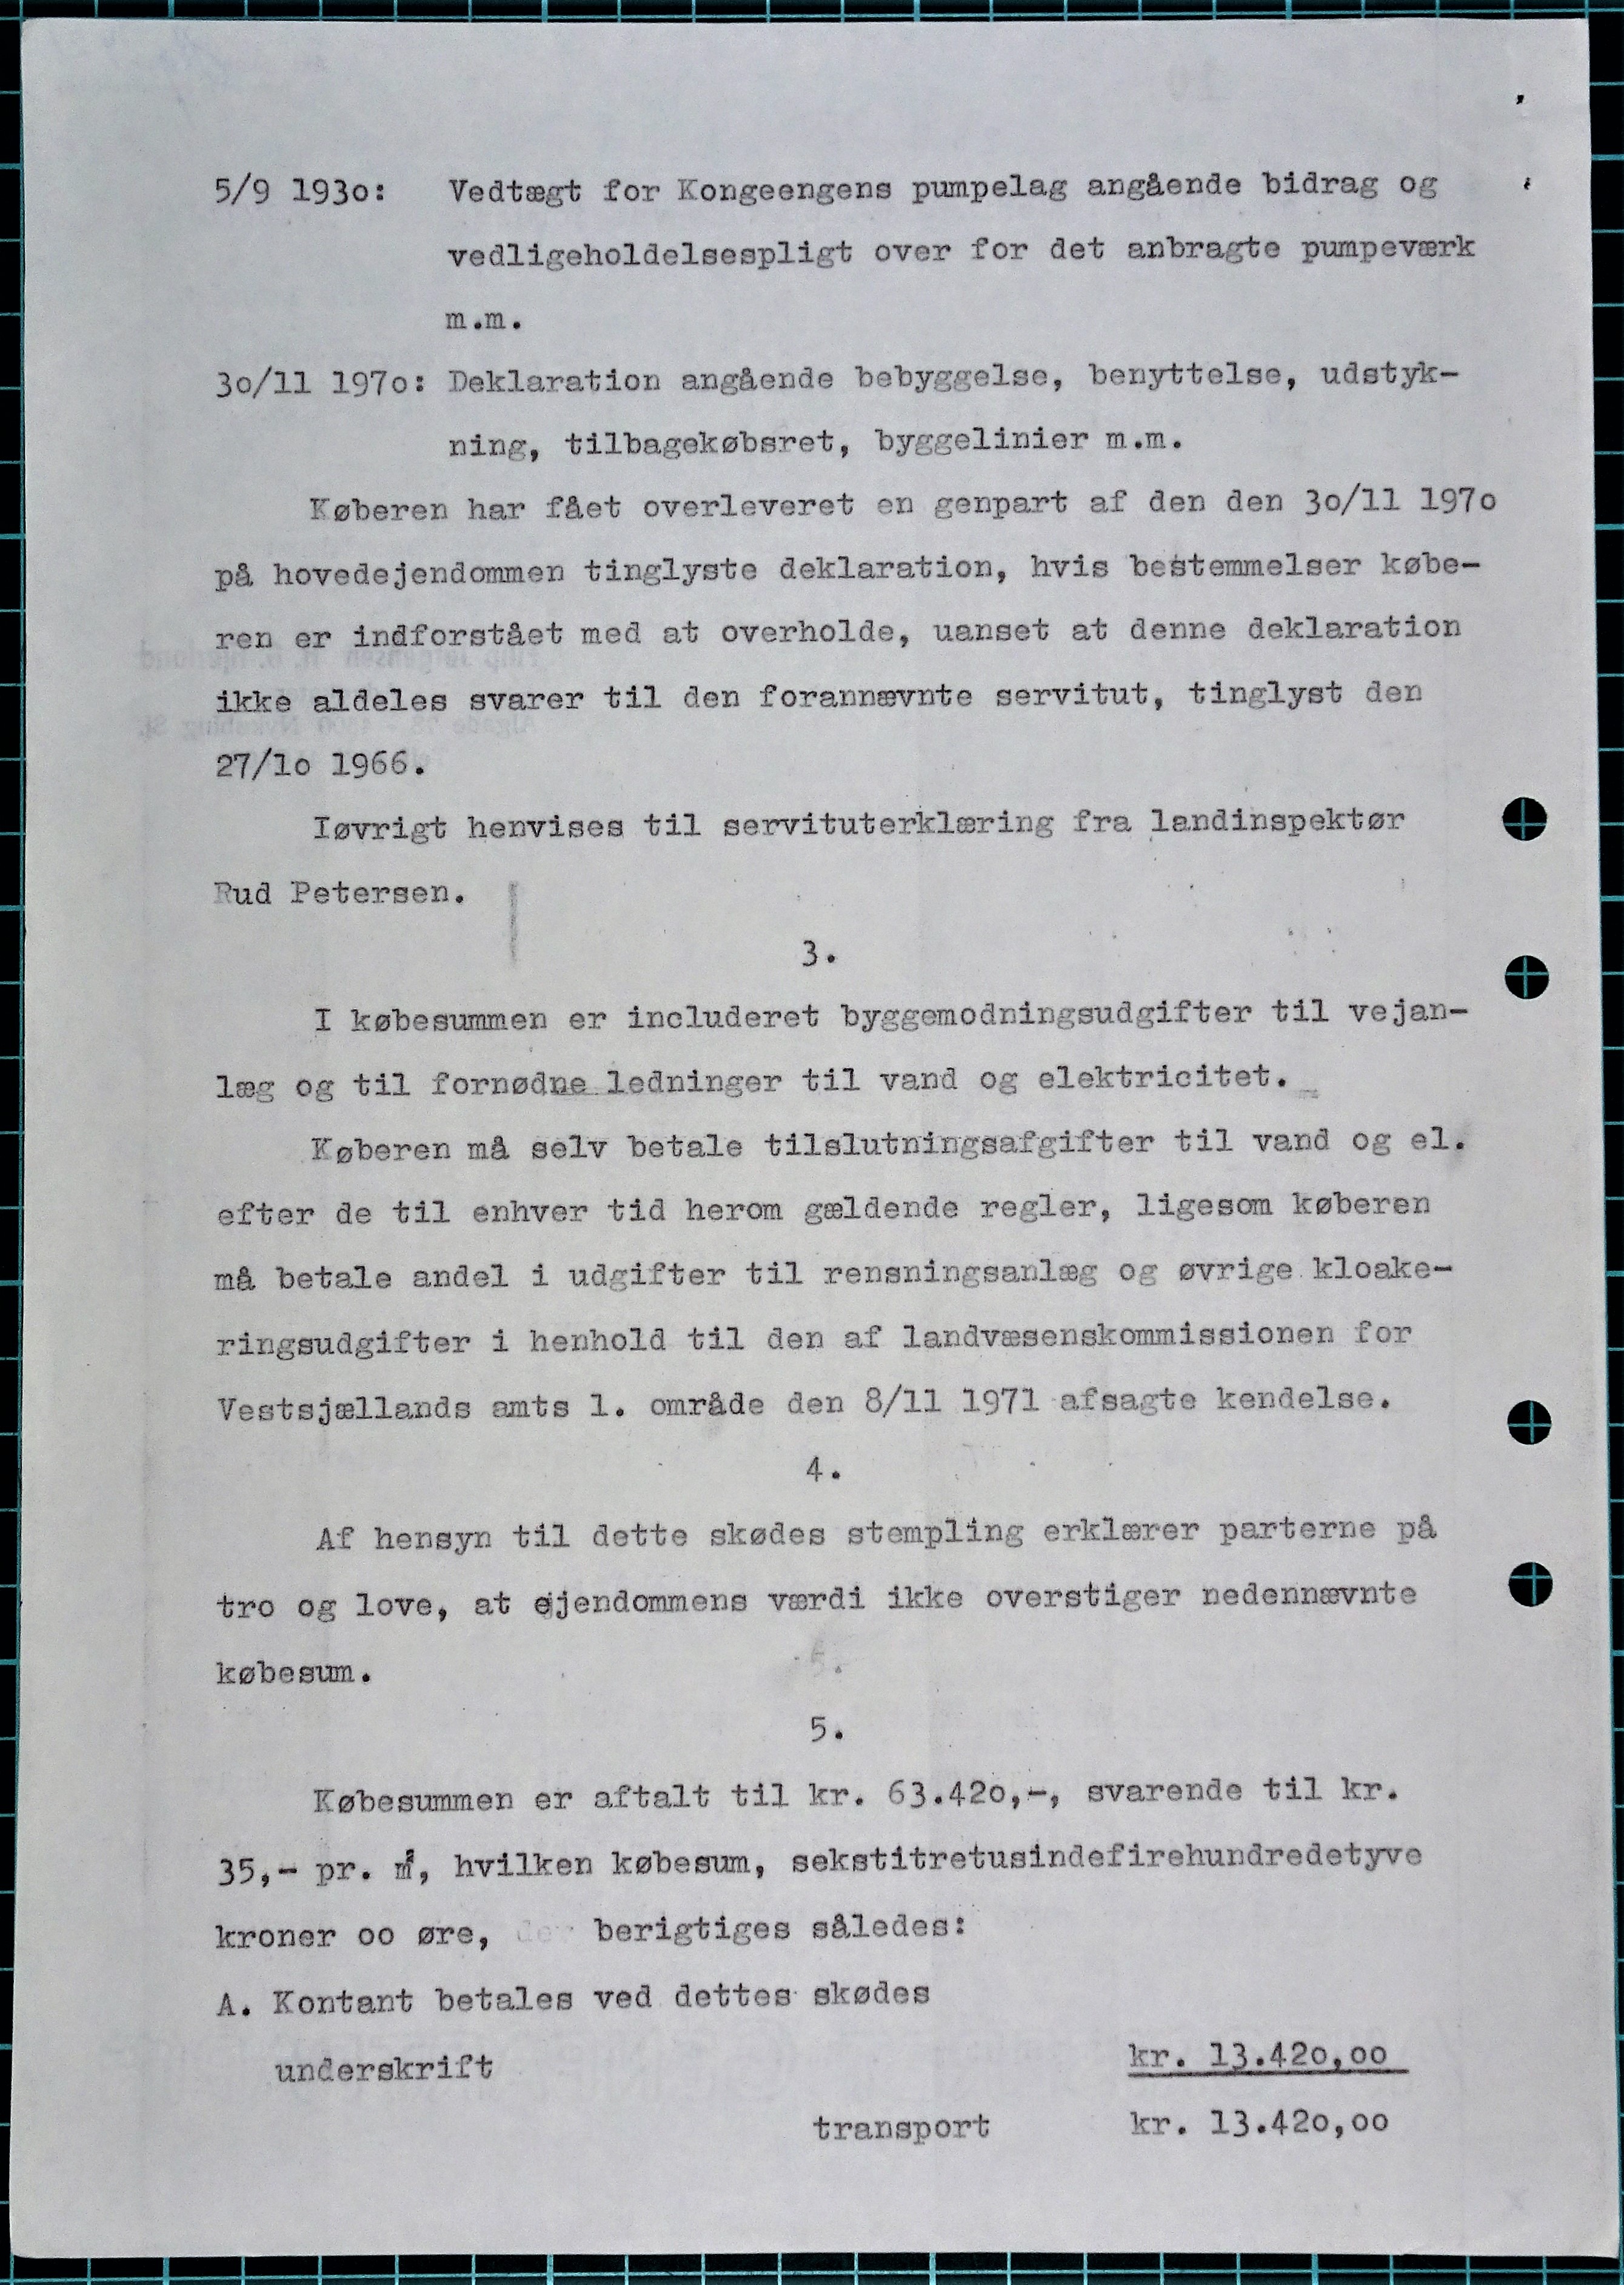 5/9 193o: Vedtægt for Kongeengens pumpelag angående bidrag og
vedligeholdelsespligt over for det anbragte pumpeværk
m.m.
3o/11 197o: Deklaration angående bebyggelse, benyttelse, udstyk-
ning, tilbagekøbsret, byggelinier m.m.
Køberen har fået overleveret en genpart af den den 3o/11 197o
på hovedejendommen tinglyste deklaration, hvis bestemmelser købe-
ren er indforstået med at overholde, uanset at denne deklaration
ikke aldeles svarer til den forannævnte servitut, tinglyst den
27/1o 1966.
Iøvrigt henvises til servituterklæring fra landinspektør
Rud Petersen.
3.
I købesummen er includeret byggemodningsudgifter til vejan-
læg og til fornødne ledninger til vand og elektricitet.
Køberen må selv betale tilslutningsafgifter til vand og el.
efter de til enhver tid herom gældende regler, ligesom køberen
må betale andel i udgifter til rensningsanlæg og øvrige kloake-
ringsudgifter i henhold til den af landvæsenskommissionen for
Vestsjællands amts 1. område den 8/11 1971 afsagte kendelse.
4.
Af hensyn til dette skødes stempling erklærer parterne på
tro og love, at ejendommens værdi ikke overstiger nedennævnte
købesum.
5.
Købesummen er aftalt til kr. 63.42o,-, svarende til kr.
35,- pr. m², hvilken købesum, sekstitretusindefirehundredetyve
kroner oo øre, berigtiges således:
A. Kontant betales ved dettes skødes
underskrift kr. 13.42o,oo
transport kr. 13.42o,oo